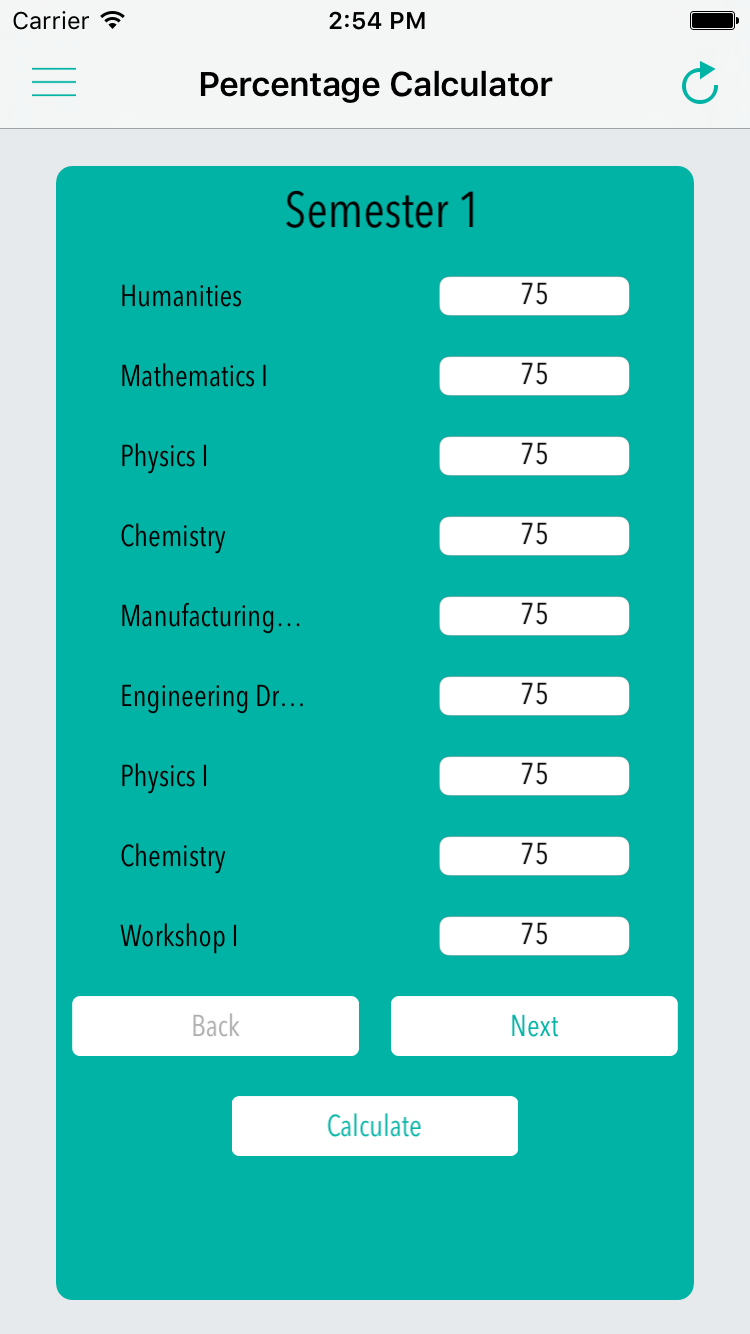 Carrier 2:54 PM
Percentage Calculator
Semester 1
Humanities 75
Mathematics I 75
Physics I 75
Chemistry 75
Manufacturing... 75
Engineering Dr... 75
Physics I 75
Chemistry 75
Workshop I 75
Back Next
Calculate